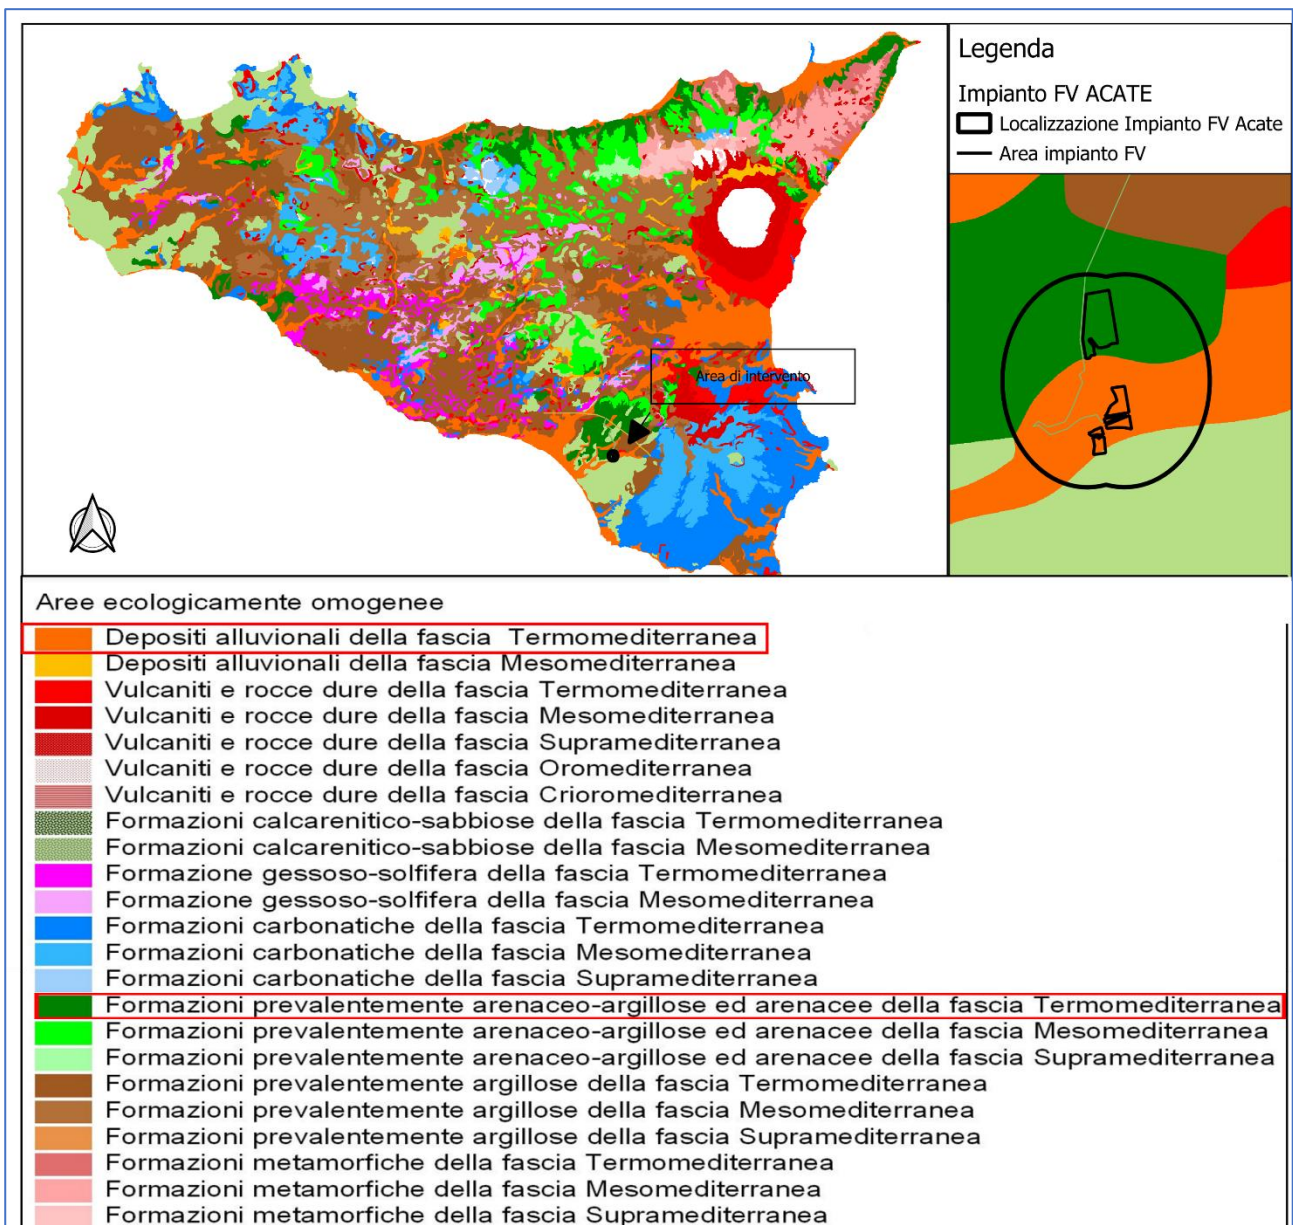 Legenda
Impianto FV ACATE
Localizzazione Impianto FV Acate
Area impianto FV
Area di intervento
Aree ecologicamente omogenee
Depositi alluvionali della fascia Termomediterranea
Depositi alluvionali della fascia Mesomediterranea
Vulcaniti e rocce dure della fascia Termomediterranea
Vulcaniti e rocce dure della fascia Mesomediterranea
Vulcaniti e rocce dure della fascia Supramediterranea
Vulcaniti e rocce dure della fascia Oromediterranea
Vulcaniti e rocce dure della fascia Crioromediterranea
Formazioni calcarenitico-sabbiose della fascia Termomediterranea
Formazioni calcarenitico-sabbiose della fascia Mesomediterranea
Formazione gessoso-solfifera della fascia Termomediterranea
Formazione gessoso-solfifera della fascia Mesomediterranea
Formazioni carbonatiche della fascia Termomediterranea
Formazioni carbonatiche della fascia Mesomediterranea
Formazioni carbonatiche della fascia Supramediterranea
Formazioni prevalentemente arenaceo-argillose ed arenacee della fascia Termomediterranea
Formazioni prevalentemente arenaceo-argillose ed arenacee della fascia Mesomediterranea
Formazioni prevalentemente arenaceo-argillose ed arenacee della fascia Supramediterranea
Formazioni prevalentemente argillose della fascia Termomediterranea
Formazioni prevalentemente argillose della fascia Mesomediterranea
Formazioni prevalentemente argillose della fascia Supramediterranea
Formazioni metamorfiche della fascia Termomediterranea
Formazioni metamorfiche della fascia Mesomediterranea
Formazioni metamorfiche della fascia Supramediterranea